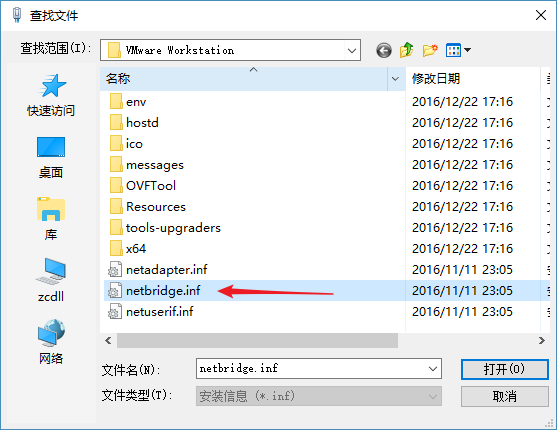 查找文件
查找范围(I):
VMware Workstation
快速访问
桌面
库
zcdll
网络
名称
修改日期
env
2016/12/22 17:16
hostd
2016/12/22 17:16
ico
2016/12/22 17:16
messages
2016/12/22 17:16
OVFTool
2016/12/22 17:16
Resources
2016/12/22 17:16
tools-upgraders
2016/12/22 17:16
x64
2016/12/22 17:16
netadapter.inf
2016/11/11 23:05
netbridge.inf
2016/11/11 23:05
netuserif.inf
2016/11/11 23:05
文件名(N):
netbridge.inf
打开(O)
文件类型(T):
安装信息 (*.inf)
取消